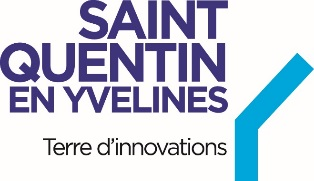 SAINT
QUENTIN
EN YVELINES
Terre d'innovations